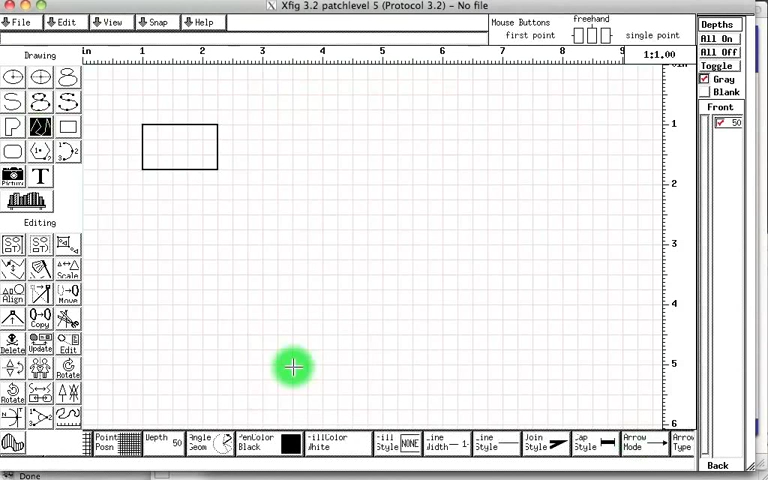 Xfig 3.2 patchlevel 5 (Protocol 3.2) - No file
File Edit View Snap Help
Mouse Buttons
first point
freehand
single point
Depths
All On
All Off
Toggle
Gray
Blank
Front
50
Back
in 1 2 3 4 5 6 7 8 9
1:1.00
1
2
3
4
5
6
Drawing
Picture
T
Editing
Scale
Align
Move
Copy
Delete
Update
Edit
Rotate
Rotate
Point
Posn
Depth
50
Angle
Geom
PenColor
Black
FillColor
White
Fill
Style
NONE
Line
Width
1
Line
Style
Join
Style
Cap
Style
Arrow
Mode
Arrow
Type
Done